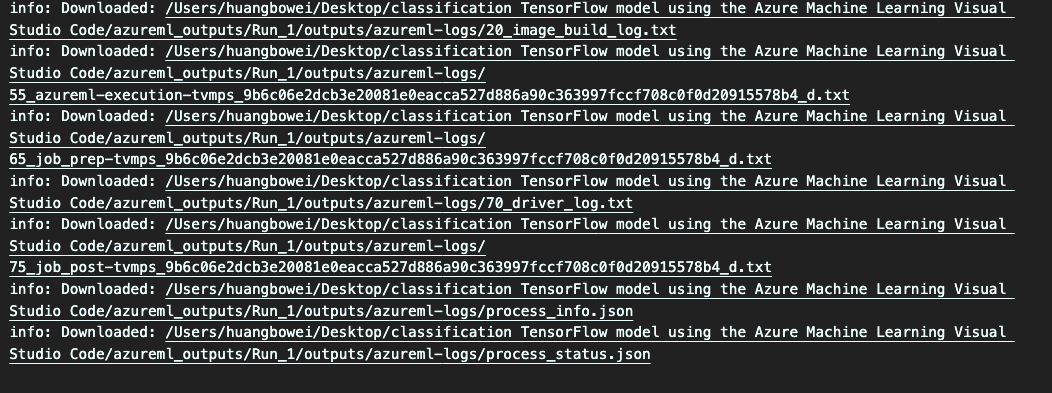 info: Downloaded: /Users/huangbowei/Desktop/classification TensorFlow model using the Azure Machine Learning Visual
Studio Code/azureml_outputs/Run_1/outputs/azureml-logs/20_image_build_log.txt
info: Downloaded: /Users/huangbowei/Desktop/classification TensorFlow model using the Azure Machine Learning Visual
Studio Code/azureml_outputs/Run_1/outputs/azureml-logs/
55_azureml-execution-tvmps_9b6c06e2dcb3e20081e0eacca527d886a90c363997fccf708c0f0d20915578b4_d.txt
info: Downloaded: /Users/huangbowei/Desktop/classification TensorFlow model using the Azure Machine Learning Visual
Studio Code/azureml_outputs/Run_1/outputs/azureml-logs/
65_job_prep-tvmps_9b6c06e2dcb3e20081e0eacca527d886a90c363997fccf708c0f0d20915578b4_d.txt
info: Downloaded: /Users/huangbowei/Desktop/classification TensorFlow model using the Azure Machine Learning Visual
Studio Code/azureml_outputs/Run_1/outputs/azureml-logs/70_driver_log.txt
info: Downloaded: /Users/huangbowei/Desktop/classification TensorFlow model using the Azure Machine Learning Visual
Studio Code/azureml_outputs/Run_1/outputs/azureml-logs/
75_job_post-tvmps_9b6c06e2dcb3e20081e0eacca527d886a90c363997fccf708c0f0d20915578b4_d.txt
info: Downloaded: /Users/huangbowei/Desktop/classification TensorFlow model using the Azure Machine Learning Visual
Studio Code/azureml_outputs/Run_1/outputs/azureml-logs/process_info.json
info: Downloaded: /Users/huangbowei/Desktop/classification TensorFlow model using the Azure Machine Learning Visual
Studio Code/azureml_outputs/Run_1/outputs/azureml-logs/process_status.json